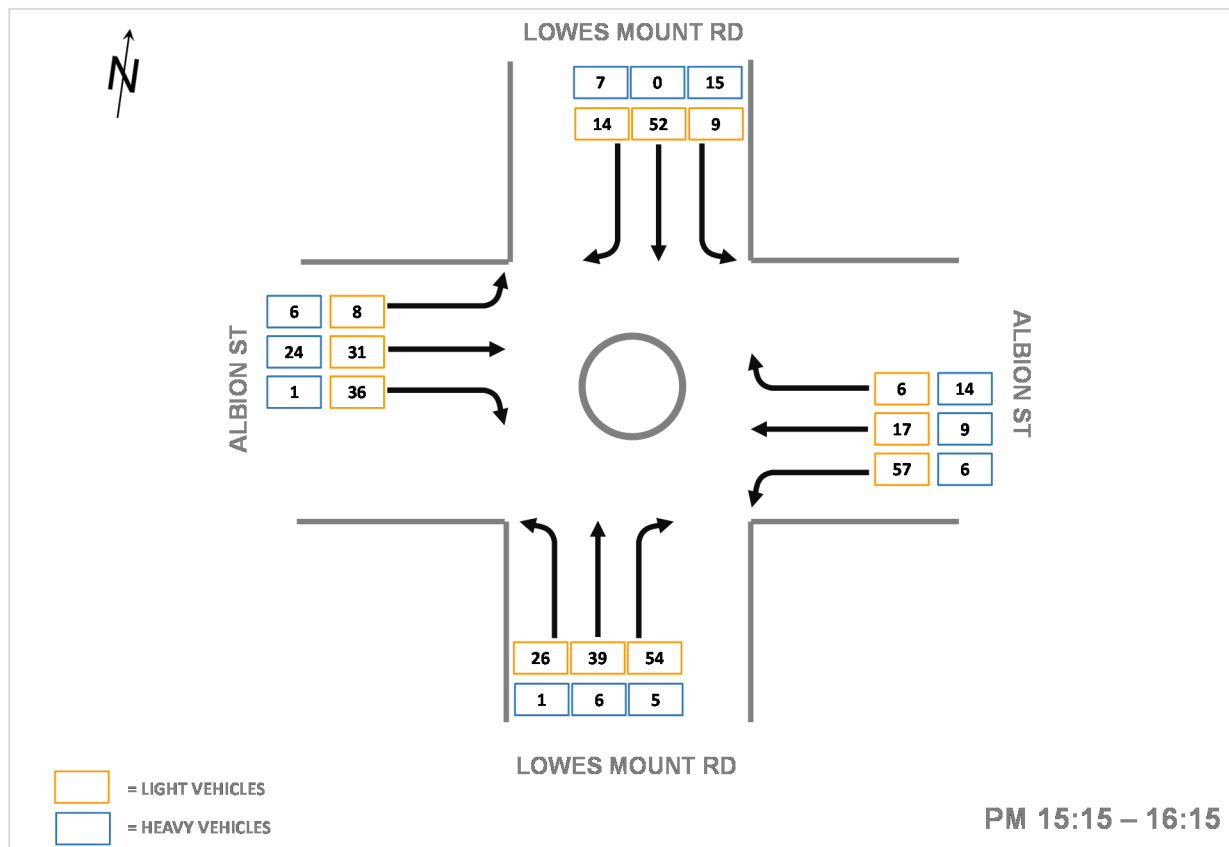 LOWES MOUNT RD
N
7 0 15
14 52 9
ALBION ST
6 8
24 31
1 36
ALBION ST
6 14
17 9
57 6
26 39 54
1 6 5
LOWES MOUNT RD
= LIGHT VEHICLES
= HEAVY VEHICLES
PM 15:15 – 16:15